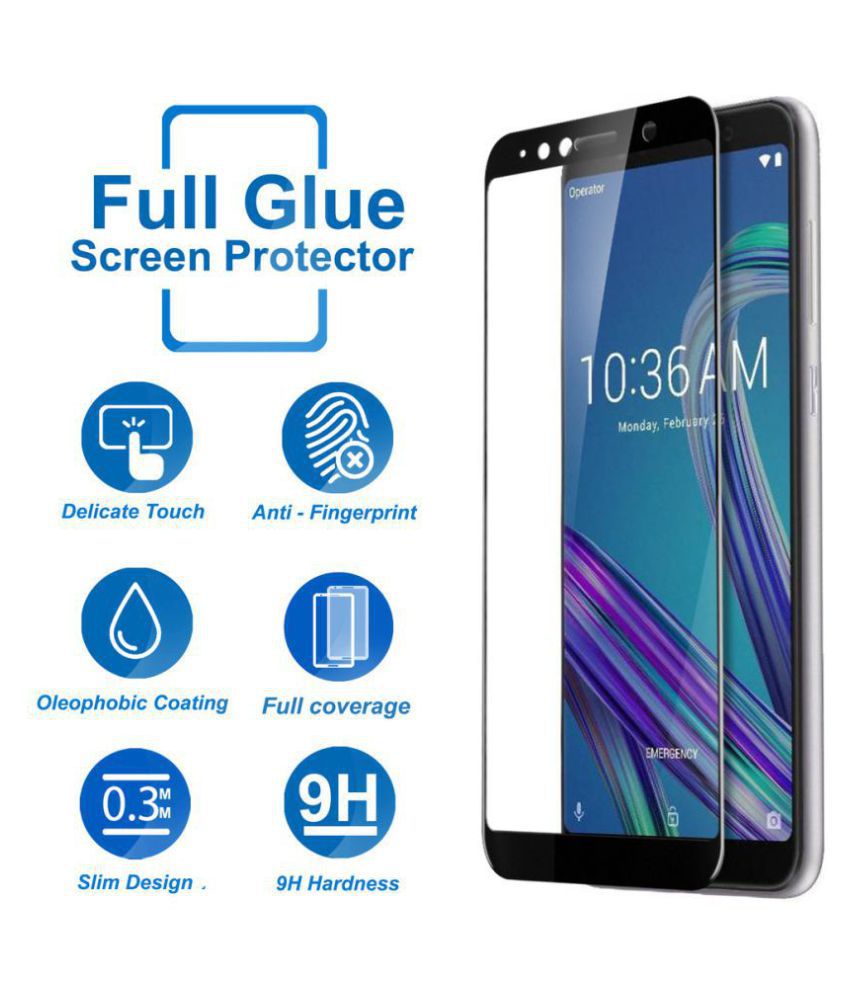 Full Glue
Screen Protector
Delicate Touch
Anti - Fingerprint
Oleophobic Coating
Full coverage
0.3MM
Slim Design .
9H
9H Hardness
Operator
10:36 AM
Monday, February 26
EMERGENCY